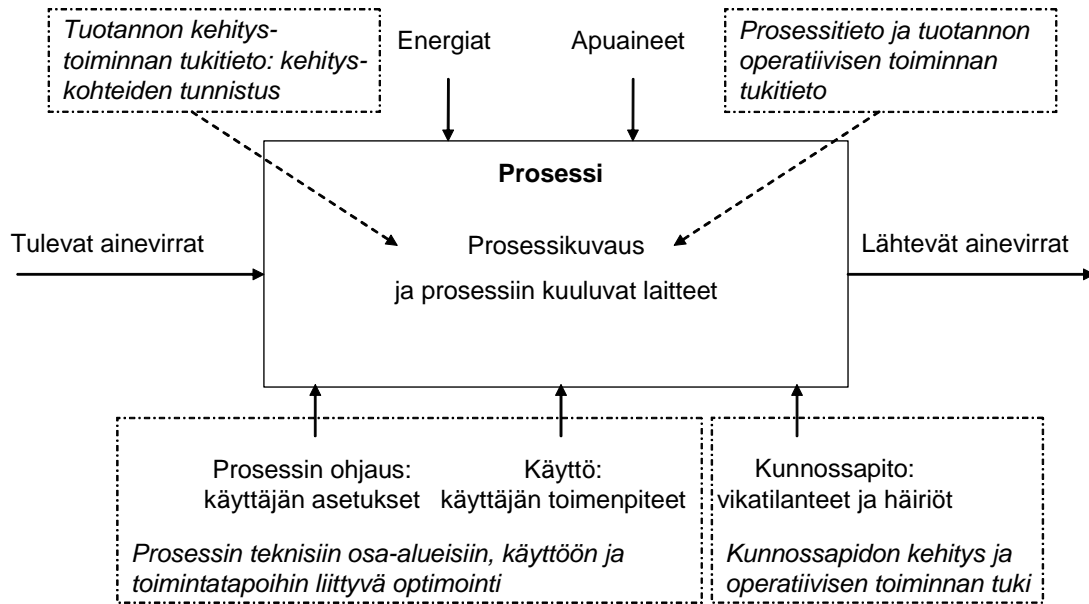 Tuotannon kehitys-
toiminnan tukitieto: kehitys-
kohteiden tunnistus
Energiat
Apuaineet
Prosessitieto ja tuotannon
operatiivisen toiminnan
tukitieto
Prosessi
Tulevat ainevirrat
Prosessikuvaus
ja prosessiin kuuluvat laitteet
Lähtevät ainevirrat
Prosessin ohjaus:
käyttäjän asetukset
Käyttö:
käyttäjän toimenpiteet
Kunnossapito:
vikatilanteet ja häiriöt
Prosessin teknisiin osa-alueisiin, käyttöön ja
toimintatapoihin liittyvä optimointi
Kunnossapidon kehitys ja
operatiivisen toiminnan tuki